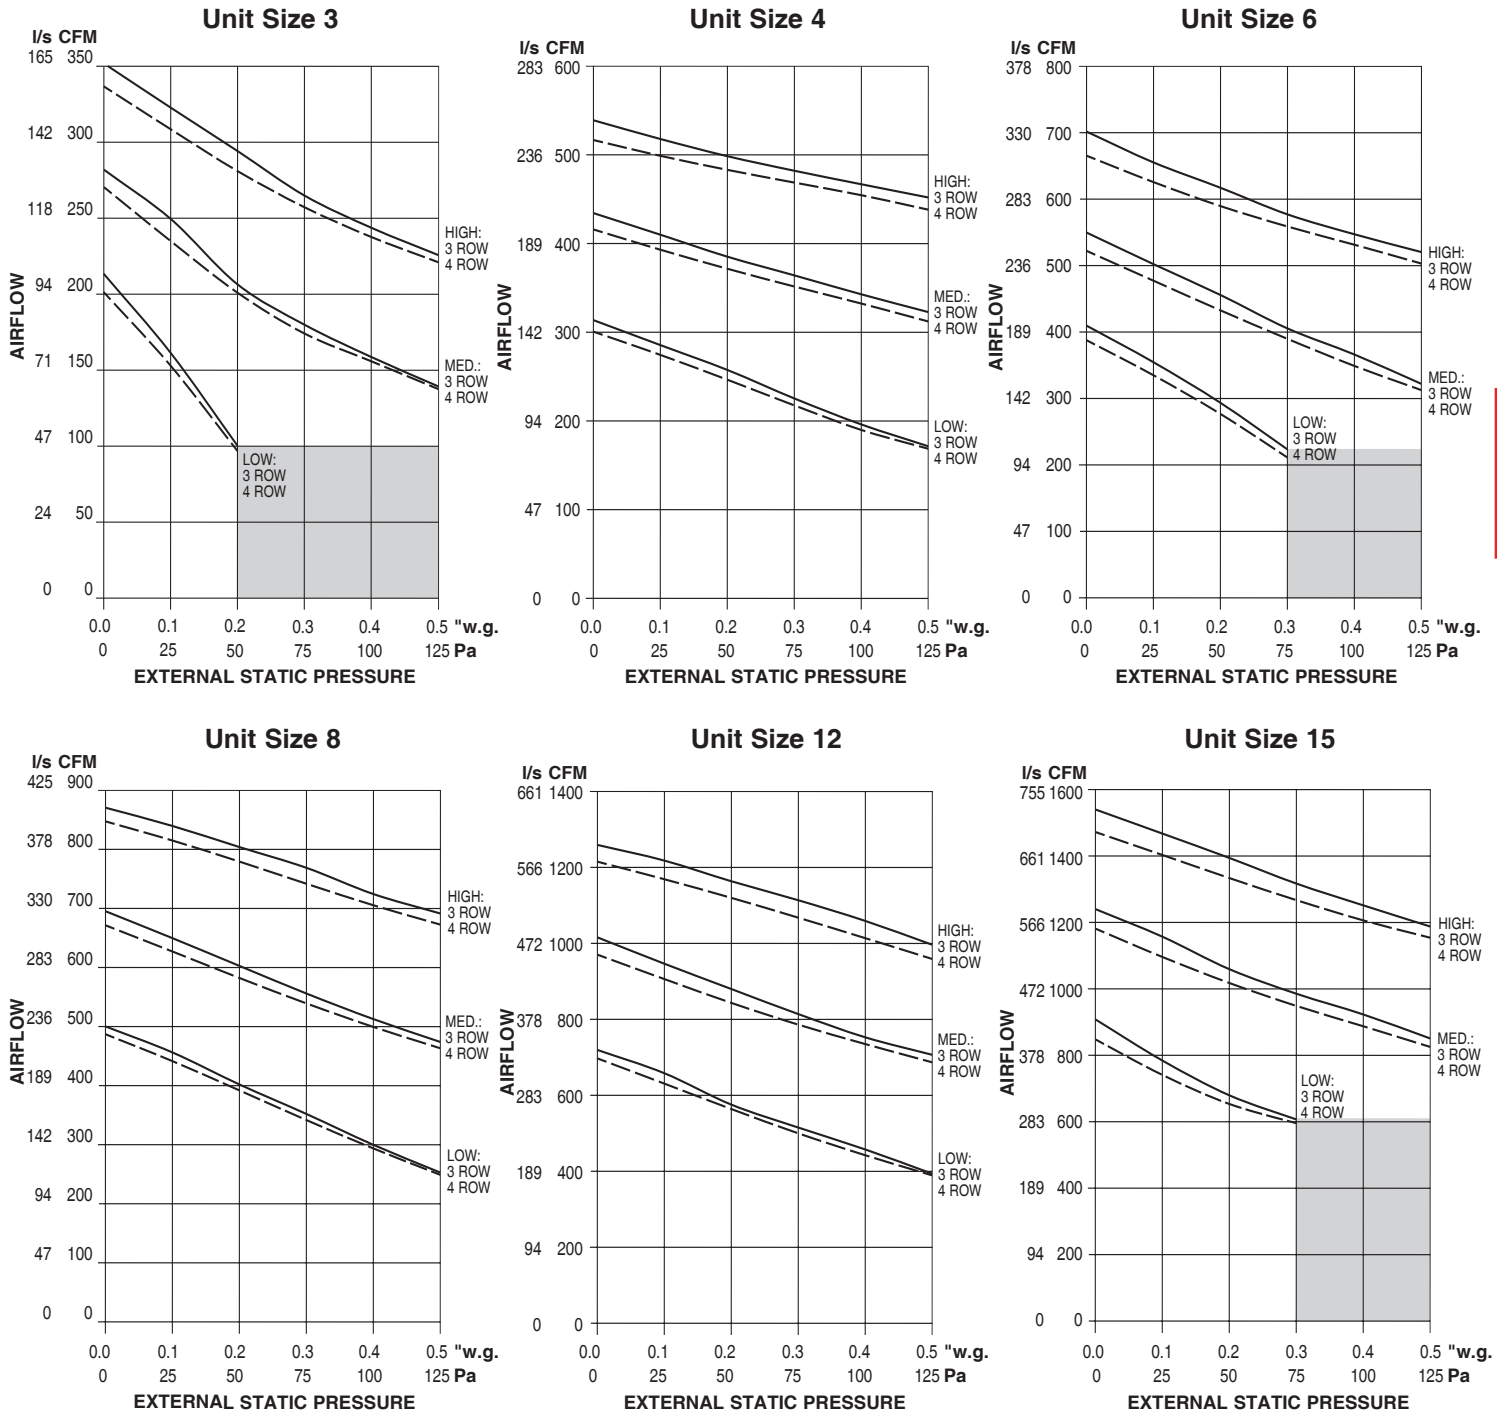 Unit Size 3
l/s CFM
165 350
142 300
118 250
94 200
71 150
47 100
24 50
0 0
AIRFLOW
HIGH:
3 ROW
4 ROW
MED.:
3 ROW
4 ROW
LOW:
3 ROW
4 ROW
0.0 0.1 0.2 0.3 0.4 0.5 "w.g.
0 25 50 75 100 125 Pa
EXTERNAL STATIC PRESSURE
Unit Size 4
l/s CFM
283 600
236 500
189 400
142 300
94 200
47 100
0 0
AIRFLOW
HIGH:
3 ROW
4 ROW
MED.:
3 ROW
4 ROW
LOW:
3 ROW
4 ROW
0.0 0.1 0.2 0.3 0.4 0.5 "w.g.
0 25 50 75 100 125 Pa
EXTERNAL STATIC PRESSURE
Unit Size 6
l/s CFM
378 800
330 700
283 600
236 500
189 400
142 300
94 200
47 100
0 0
AIRFLOW
HIGH:
3 ROW
4 ROW
MED.:
3 ROW
4 ROW
LOW:
3 ROW
4 ROW
0.0 0.1 0.2 0.3 0.4 0.5 "w.g.
0 25 50 75 100 125 Pa
EXTERNAL STATIC PRESSURE
Unit Size 8
l/s CFM
425 900
378 800
330 700
283 600
236 500
189 400
142 300
94 200
47 100
0 0
AIRFLOW
HIGH:
3 ROW
4 ROW
MED.:
3 ROW
4 ROW
LOW:
3 ROW
4 ROW
0.0 0.1 0.2 0.3 0.4 0.5 "w.g.
0 25 50 75 100 125 Pa
EXTERNAL STATIC PRESSURE
Unit Size 12
l/s CFM
661 1400
566 1200
472 1000
378 800
283 600
189 400
94 200
0 0
AIRFLOW
HIGH:
3 ROW
4 ROW
MED.:
3 ROW
4 ROW
LOW:
3 ROW
4 ROW
0.0 0.1 0.2 0.3 0.4 0.5 "w.g.
0 25 50 75 100 125 Pa
EXTERNAL STATIC PRESSURE
Unit Size 15
l/s CFM
755 1600
661 1400
566 1200
472 1000
378 800
283 600
189 400
94 200
0 0
AIRFLOW
HIGH:
3 ROW
4 ROW
MED.:
3 ROW
4 ROW
LOW:
3 ROW
4 ROW
0.0 0.1 0.2 0.3 0.4 0.5 "w.g.
0 25 50 75 100 125 Pa
EXTERNAL STATIC PRESSURE